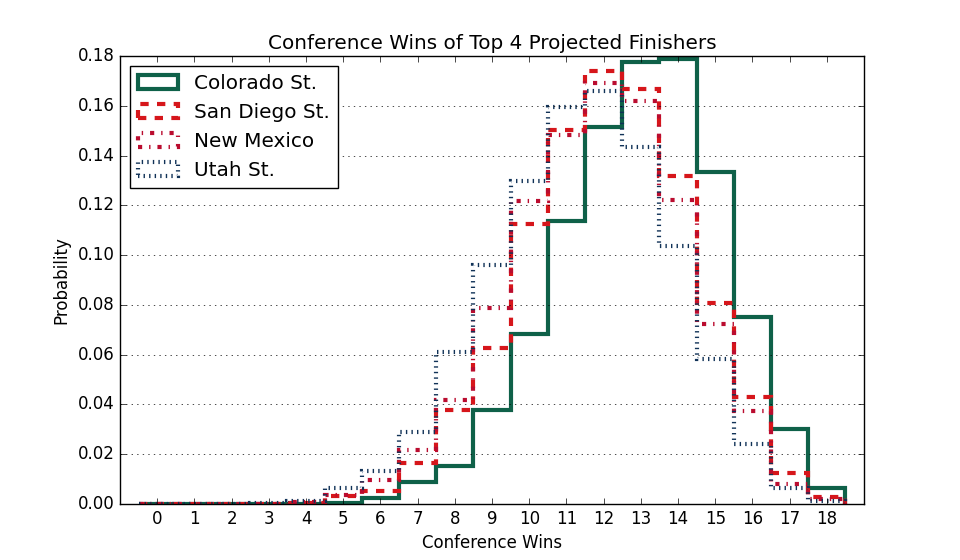 Conference Wins of Top 4 Projected Finishers
0.18
0.16
0.14
0.12
0.10
0.08
0.06
0.04
0.02
0.00
Probability
Colorado St.
San Diego St.
New Mexico
Utah St.
0 1 2 3 4 5 6 7 8 9 10 11 12 13 14 15 16 17 18
Conference Wins